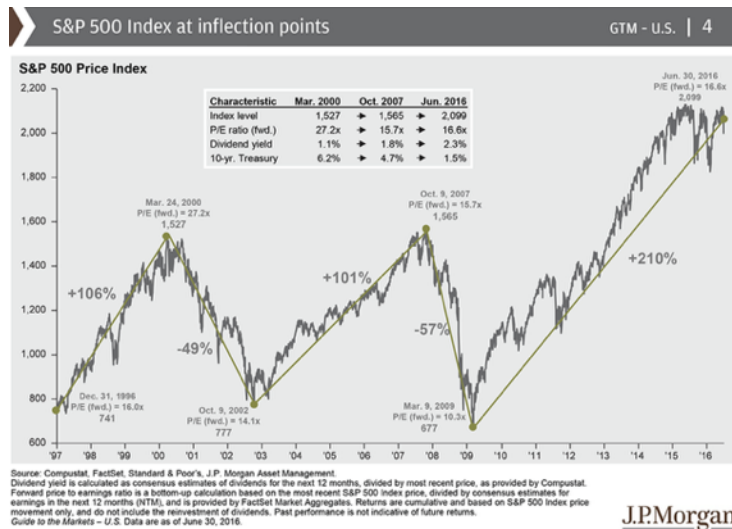 S&P 500 Index at inflection points
GTM – U.S. | 4
S&P 500 Price Index
Characteristic Mar. 2000 Oct. 2007 Jun. 2016
Index level 1,527 ➔ 1,565 ➔ 2,099
P/E ratio (fwd.) 27.2x ➔ 15.7x ➔ 16.6x
Dividend yield 1.1% ➔ 1.8% ➔ 2.3%
10-yr. Treasury 6.2% ➔ 4.7% ➔ 1.5%
Jun. 30, 2016
P/E (fwd.) = 16.6x
2,099
Mar. 24, 2000
P/E (fwd.) = 27.2x
1,527
Oct. 9, 2007
P/E (fwd.) = 15.7x
1,565
+106%
-49%
+101%
-57%
+210%
Dec. 31, 1996
P/E (fwd.) = 16.0x
741
Oct. 9, 2002
P/E (fwd.) = 14.1x
777
Mar. 9, 2009
P/E (fwd.) = 10.3x
677
2,200
2,000
1,800
1,600
1,400
1,200
1,000
800
600
'97 '98 '99 '00 '01 '02 '03 '04 '05 '06 '07 '08 '09 '10 '11 '12 '13 '14 '15 '16
Source: Compustat, FactSet, Standard & Poor's, J.P. Morgan Asset Management.
Dividend yield is calculated as consensus estimates of dividends for the next 12 months, divided by most recent price, as provided by Compustat.
Forward price to earnings ratio is a bottom-up calculation based on the most recent S&P 500 Index price, divided by consensus estimates for
earnings in the next 12 months (NTM), and is provided by FactSet Market Aggregates. Returns are cumulative and based on S&P 500 Index price
movement only, and do not include the reinvestment of dividends. Past performance is not indicative of future returns.
Guide to the Markets – U.S. Data are as of June 30, 2016.
J.P.Morgan